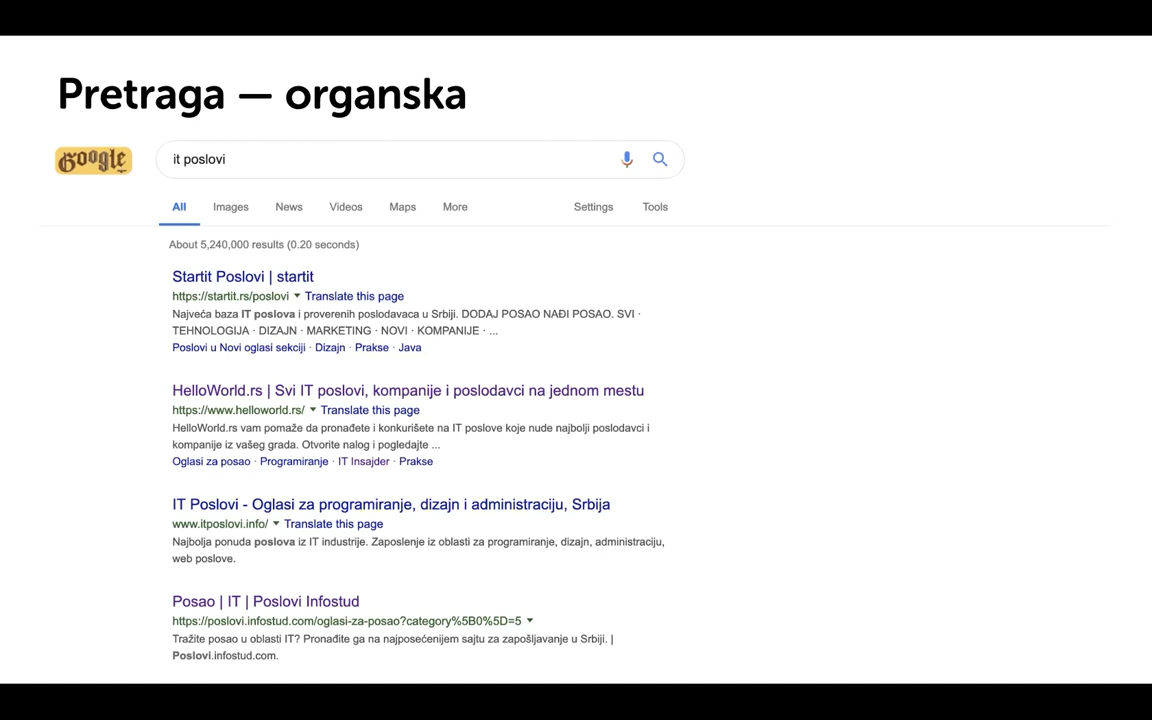 Pretraga — organska
Google
it poslovi
All Images News Videos Maps More Settings Tools
About 5,240,000 results (0.20 seconds)
Startit Poslovi | startit
https://startit.rs/poslovi ▼ Translate this page
Najveća baza IT poslova i proverenih poslodavaca u Srbiji. DODAJ POSAO NAĐI POSAO. SVI ·
TEHNOLOGIJA · DIZAJN · MARKETING · NOVI · KOMPANIJE · ...
Poslovi u Novi oglasi sekciji · Dizajn · Prakse · Java
HelloWorld.rs | Svi IT poslovi, kompanije i poslodavci na jednom mestu
https://www.helloworld.rs/ ▼ Translate this page
HelloWorld.rs vam pomaže da pronađete i konkurišete na IT poslove koje nude najbolji poslodavci i
kompanije iz vašeg grada. Otvorite nalog i pogledajte ...
Oglasi za posao · Programiranje · IT Insajder · Prakse
IT Poslovi - Oglasi za programiranje, dizajn i administraciju, Srbija
www.itposlovi.info/ ▼ Translate this page
Najbolja ponuda poslova iz IT industrije. Zaposlenje iz oblasti za programiranje, dizajn, administraciju,
web poslove.
Posao | IT | Poslovi Infostud
https://poslovi.infostud.com/oglasi-za-posao?category%5B0%5D=5 ▼
Tražite posao u oblasti IT? Pronađite ga na najposećenijem sajtu za zapošljavanje u Srbiji. |
Poslovi.infostud.com.